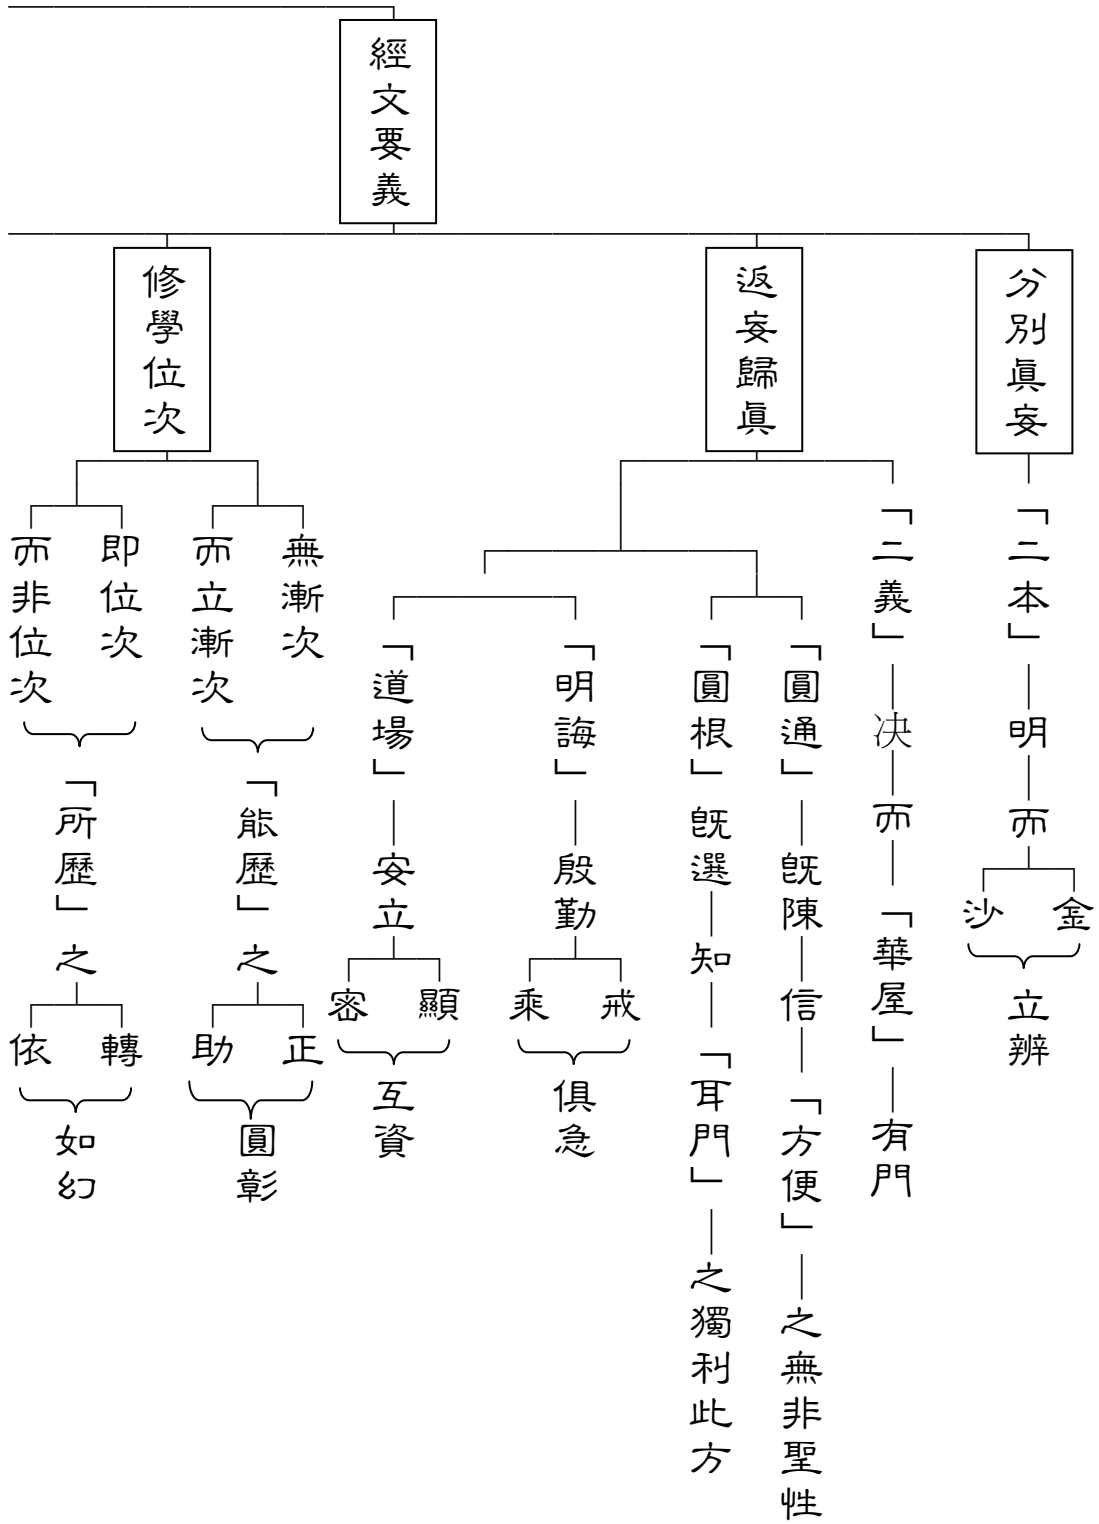 經文要義
分別眞妄
「二本」明而
金
沙
立辨
返妄歸眞
「二義」决而「華屋」有門
「圓通」旣陳信「方便」之無非聖性
「圓根」旣選知「耳門」之獨利此方
「明誨」殷勤
戒
乘
俱急
「道場」安立
顯
密
互資
修學位次
無漸次
而立漸次
「能歷」之
正
助
圓彰
即位次
而非位次
「所歷」之
轉
依
如幻